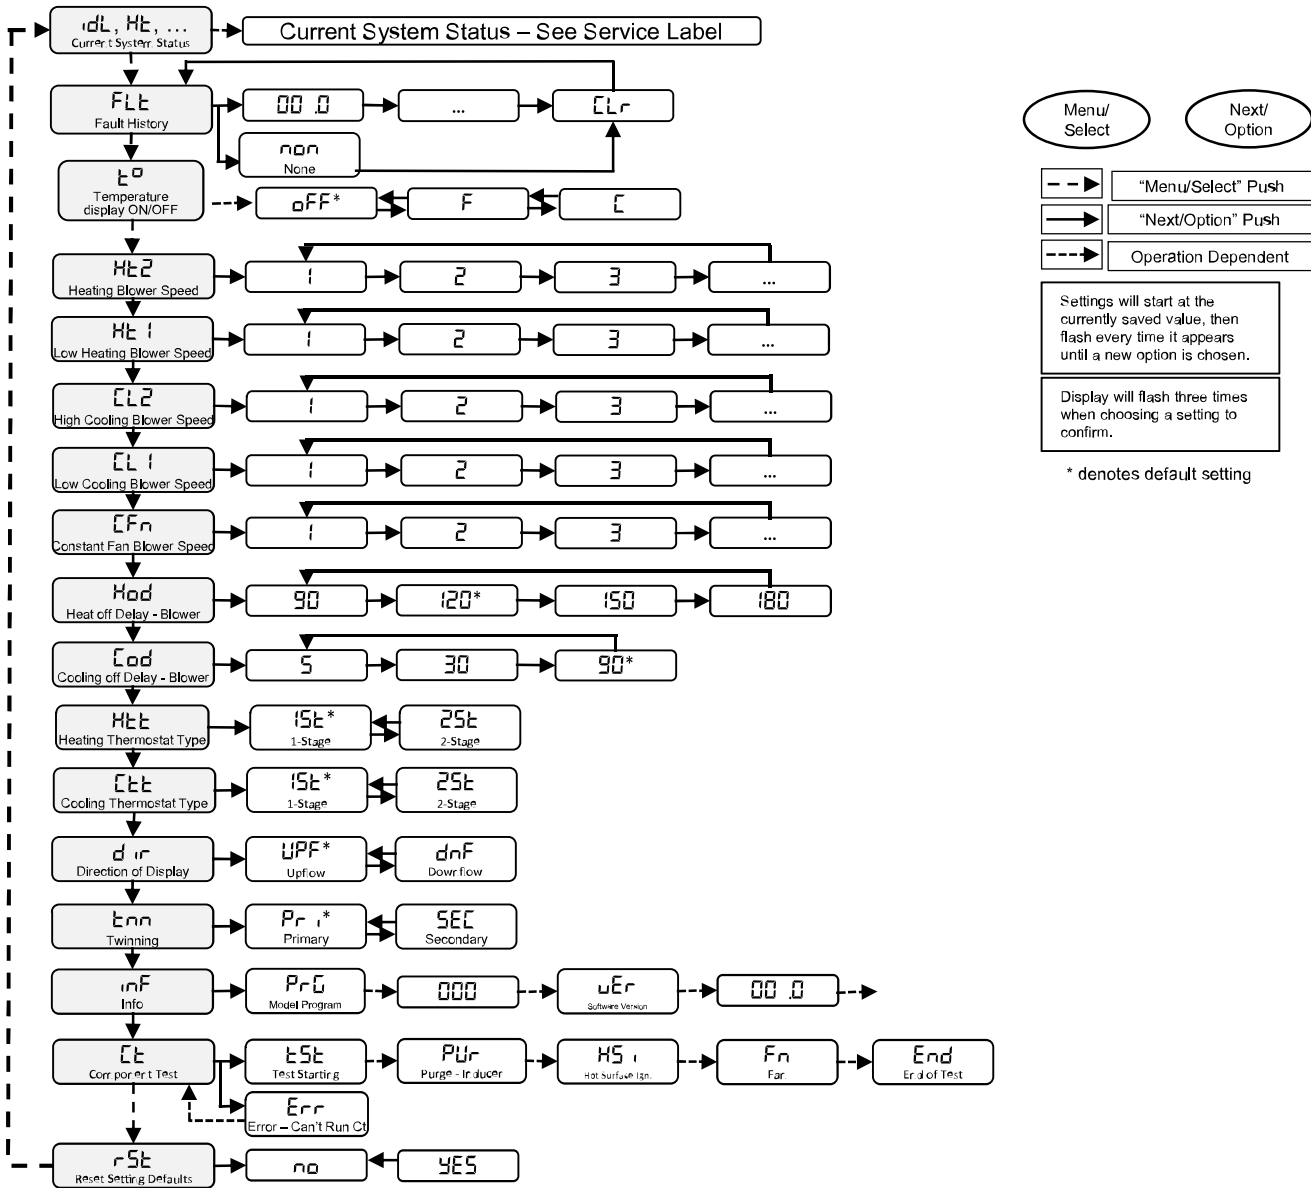 idL, Ht, ...
Current System Status
Current System Status – See Service Label
FLt
Fault History
00.0
...
CLr
non
None
t°
Temperature
display ON/OFF
oFF*
F
C
Ht2
Heating Blower Speed
1
2
3
...
Ht1
Low Heating Blower Speed
1
2
3
...
CL2
High Cooling Blower Speed
1
2
3
...
CL1
Low Cooling Blower Speed
1
2
3
...
CFn
Constant Fan Blower Speed
1
2
3
...
Hod
Heat off Delay - Blower
90
120*
150
180
Cod
Cooling off Delay - Blower
5
30
90*
Htt
Heating Thermostat Type
1St*
1-Stage
2St
2-Stage
Ctt
Cooling Thermostat Type
1St*
1-Stage
2St
2-Stage
dir
Direction of Display
UPF*
Upflow
dnF
Downflow
tnn
Twinning
Pri*
Primary
SEC
Secondary
inF
Info
PrG
Model Program
000
uEr
Software Version
00.0
Ct
Component Test
tSt
Test Starting
PUr
Purge - Inducer
HSi
Hot Surface Ign.
Fn
Fan
End
End of Test
Err
Error – Can't Run Ct
rSt
Reset Setting Defaults
no
YES
Menu/
Select
Next/
Option
"Menu/Select" Push
"Next/Option" Push
Operation Dependent
Settings will start at the
currently saved value, then
flash every time it appears
until a new option is chosen.
Display will flash three times
when choosing a setting to
confirm.
* denotes default setting